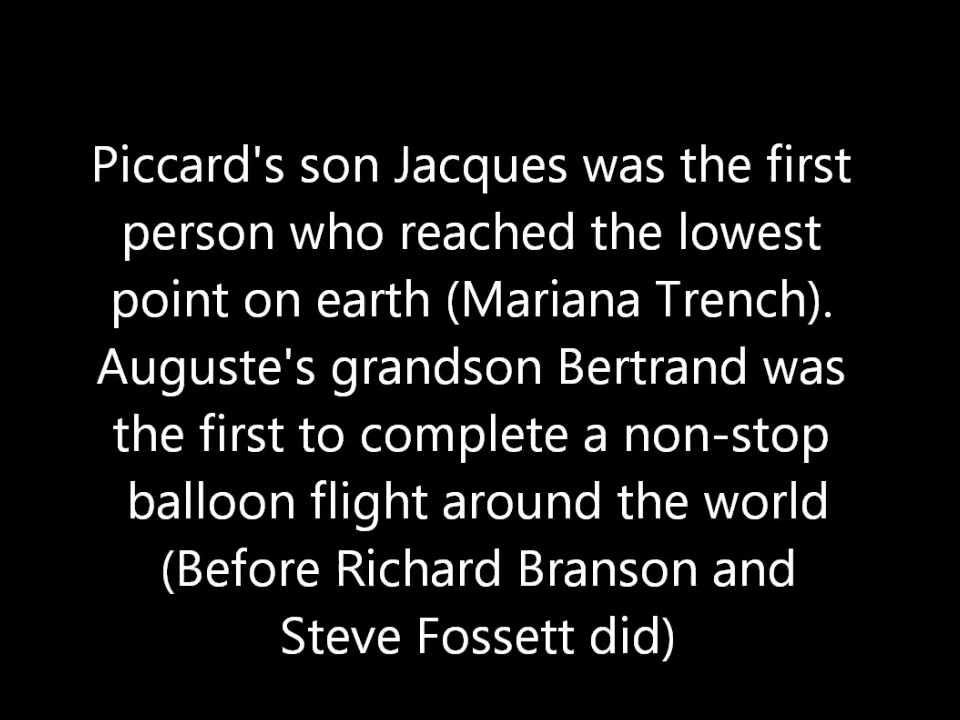 Piccard's son Jacques was the first
person who reached the lowest
point on earth (Mariana Trench).
Auguste's grandson Bertrand was
the first to complete a non-stop
balloon flight around the world
(Before Richard Branson and
Steve Fossett did)